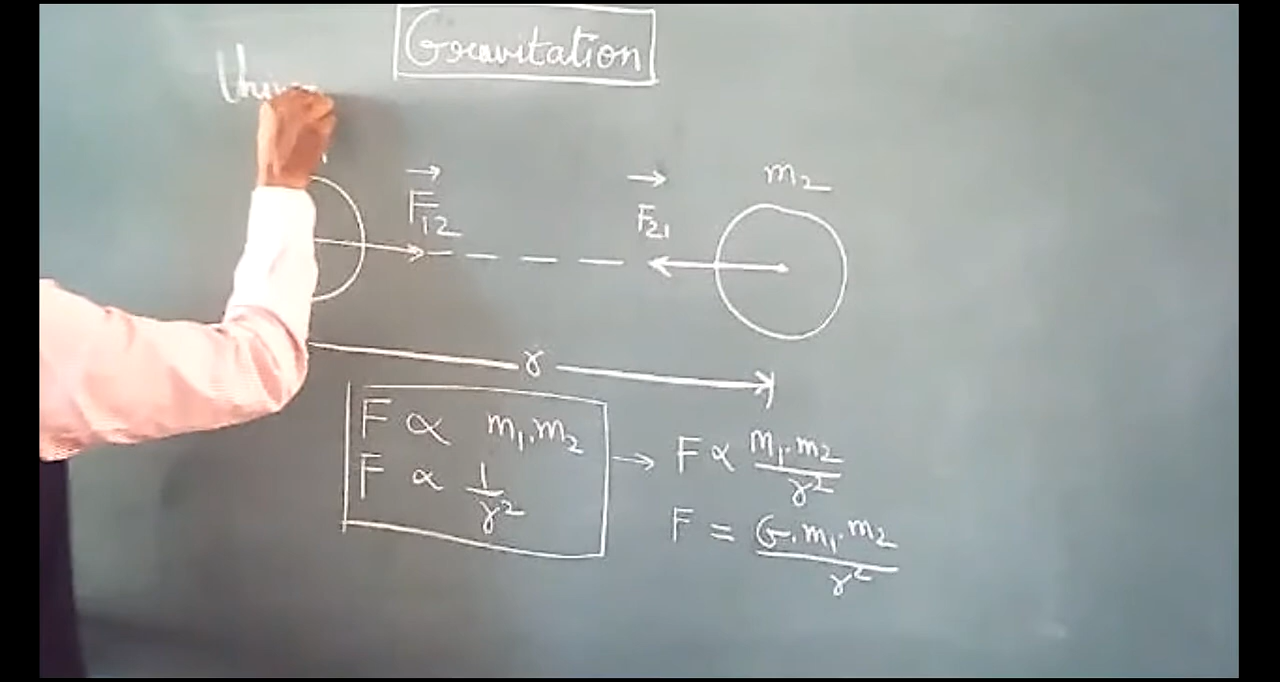 Gravitation
F₁₂
F₂₁
m₂
r
F ∝ m₁.m₂
F ∝ 1/r²
→ F ∝ m₁.m₂/r²
F = G.m₁.m₂/r²